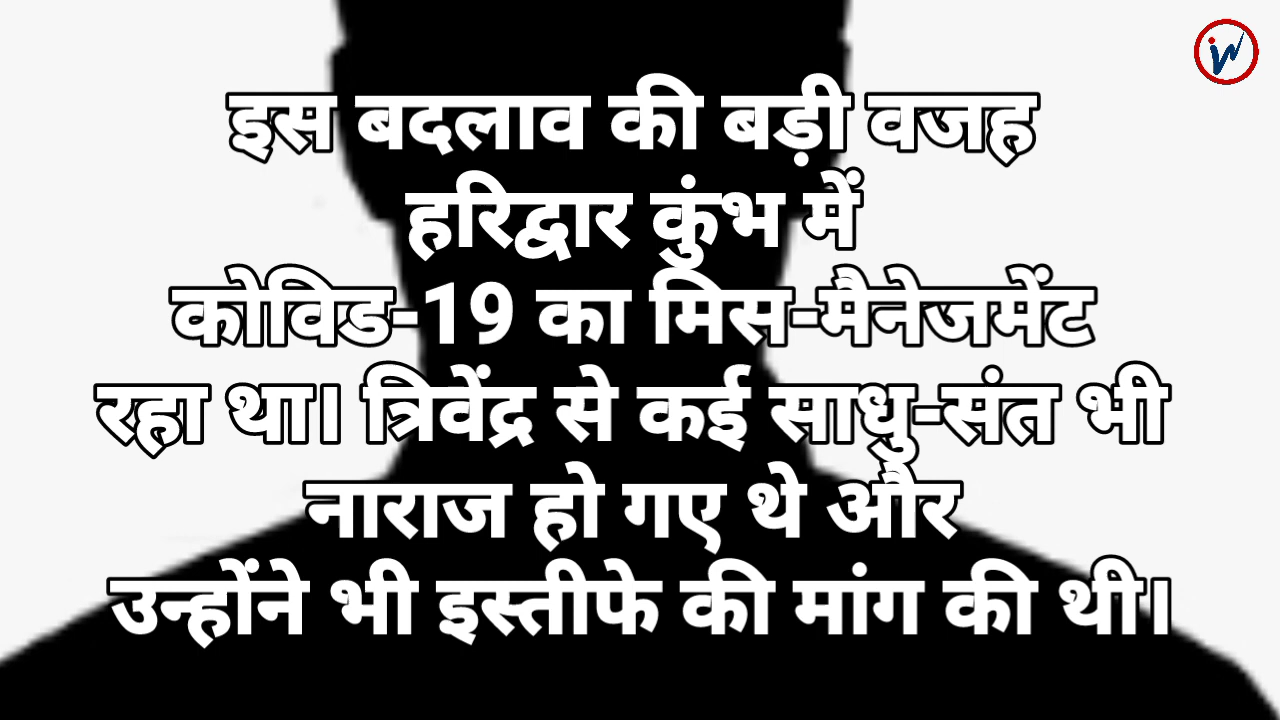 इस बदलाव की बड़ी वजह
हरिद्वार कुंभ में
कोविड-19 का मिस-मैनेजमेंट
रहा था। त्रिवेंद्र से कई साधु-संत भी
नाराज हो गए थे और
उन्होंने भी इस्तीफे की मांग की थी।